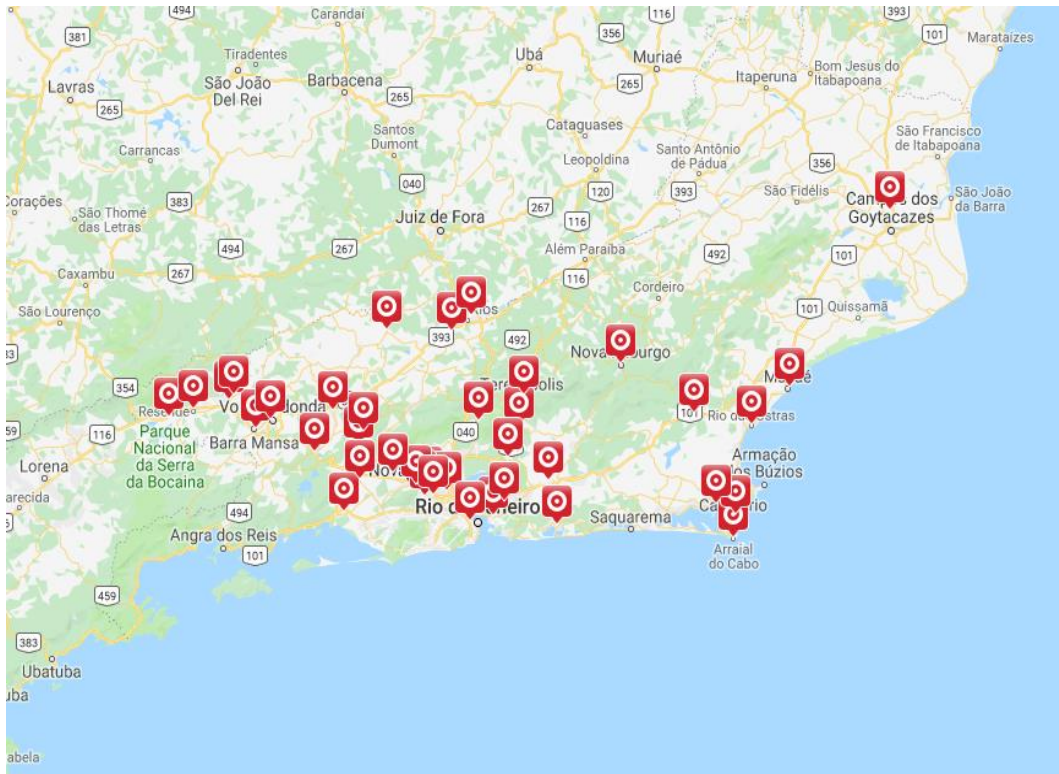 494
Carandaí
116
393
381
356
101
Marataizes
Ubá
Muriaé
Tiradentes
São João
Del Rei
Barbacena
Bom Jesus do
Itabapoana
Itaperuna
Lavras
265
265
265
Cataguases
São Francisco
de Itabapoana
Santos
Dumont
Carrancas
Leopoldina
Santo Antônio
de Pádua
356
040
120
393
São Fidélis
São João
da Barra
Corações
383
São Thomé
das Letras
267
Juiz de Fora
116
Goytacazes
494
267
Além Paraíba
492
101
Caxambu
267
116
Cordeiro
São Lourenço
Quissamã
101
393
492
Nova
354
101
116
040
Barra Mansa
Parque
Nacional
da Serra
da Bocaina
Armação
Lorena
494
Saquarema
Angra dos Reis
101
Arraial
do Cabo
459
383
Ubatuba